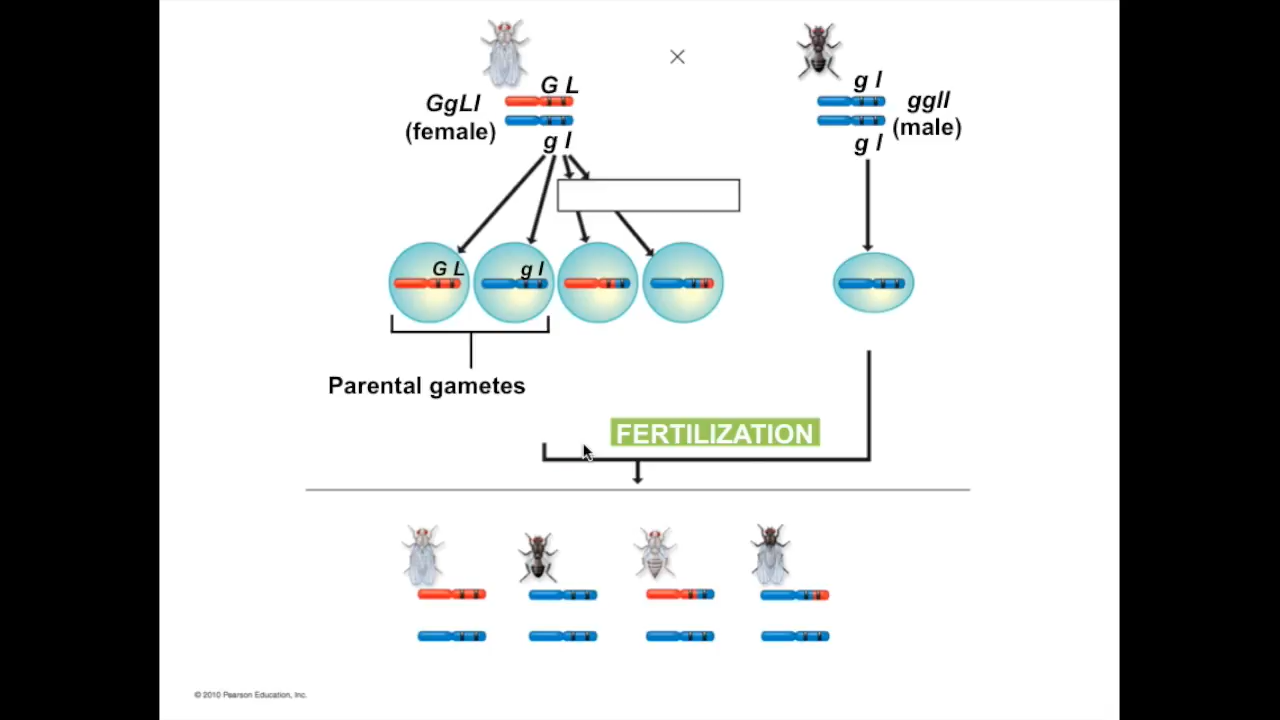 ×
G L
g l
GgLl
(female)
ggll
(male)
g l
g l
G L
g l
Parental gametes
FERTILIZATION
© 2010 Pearson Education, Inc.